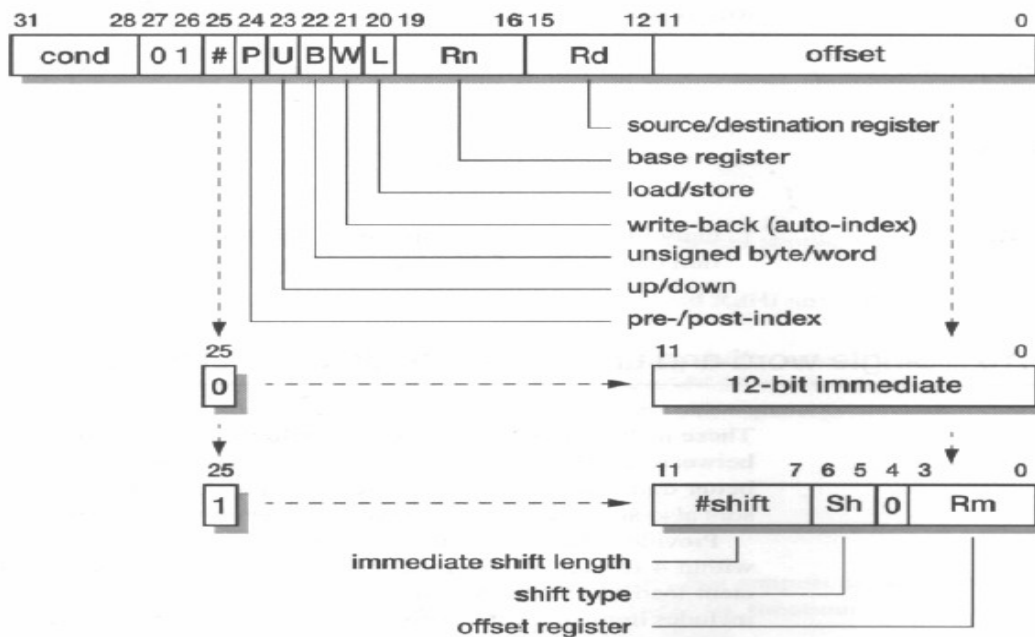 31 28 27 26 25 24 23 22 21 20 19 16 15 12 11 0
cond 0 1 # P U B W L Rn Rd offset
source/destination register
base register
load/store
write-back (auto-index)
unsigned byte/word
up/down
pre-/post-index
25 11 0
0 12-bit immediate
25 11 7 6 5 4 3 0
1 #shift Sh 0 Rm
immediate shift length
shift type
offset register